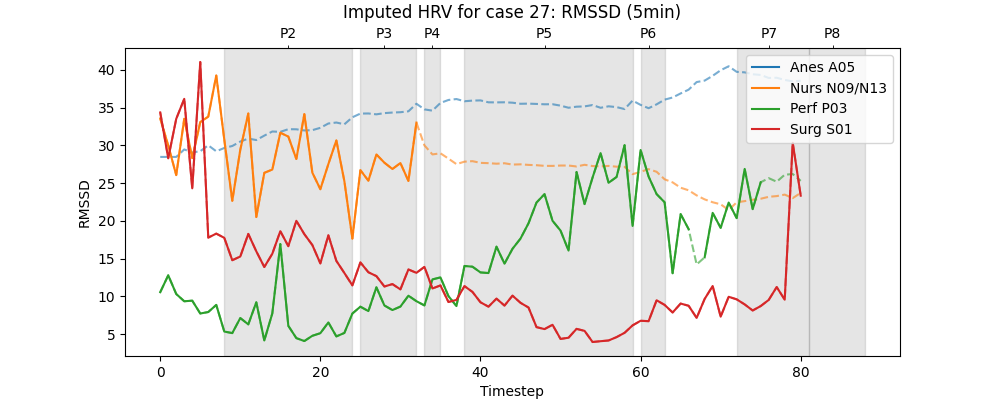 Imputed HRV for case 27: RMSSD (5min)
P2 P3 P4 P5 P6 P7 P8
Anes A05
Nurs N09/N13
Perf P03
Surg S01
40
35
30
25
20
15
10
5
RMSSD
0 20 40 60 80
Timestep